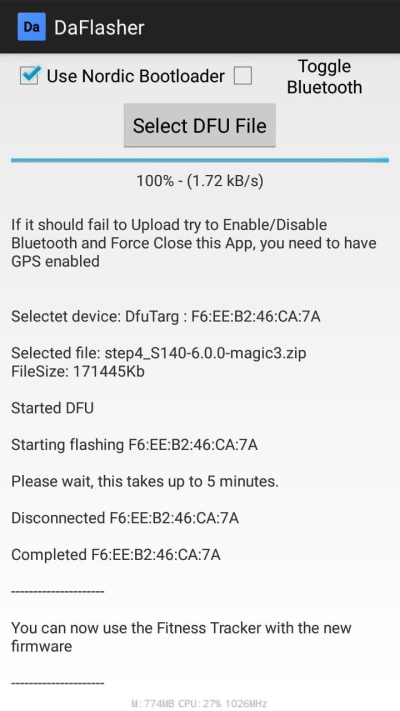 Da DaFlasher
Use Nordic Bootloader
Toggle
Bluetooth
Select DFU File
100% - (1.72 kB/s)
If it should fail to Upload try to Enable/Disable
Bluetooth and Force Close this App, you need to have
GPS enabled
Selectet device: DfuTarg : F6:EE:B2:46:CA:7A
Selected file: step4_S140-6.0.0-magic3.zip
FileSize: 171445Kb
Started DFU
Starting flashing F6:EE:B2:46:CA:7A
Please wait, this takes up to 5 minutes.
Disconnected F6:EE:B2:46:CA:7A
Completed F6:EE:B2:46:CA:7A
---------------------
You can now use the Fitness Tracker with the new
firmware
---------------------
M: 774MB CPU: 27% 1026MHz